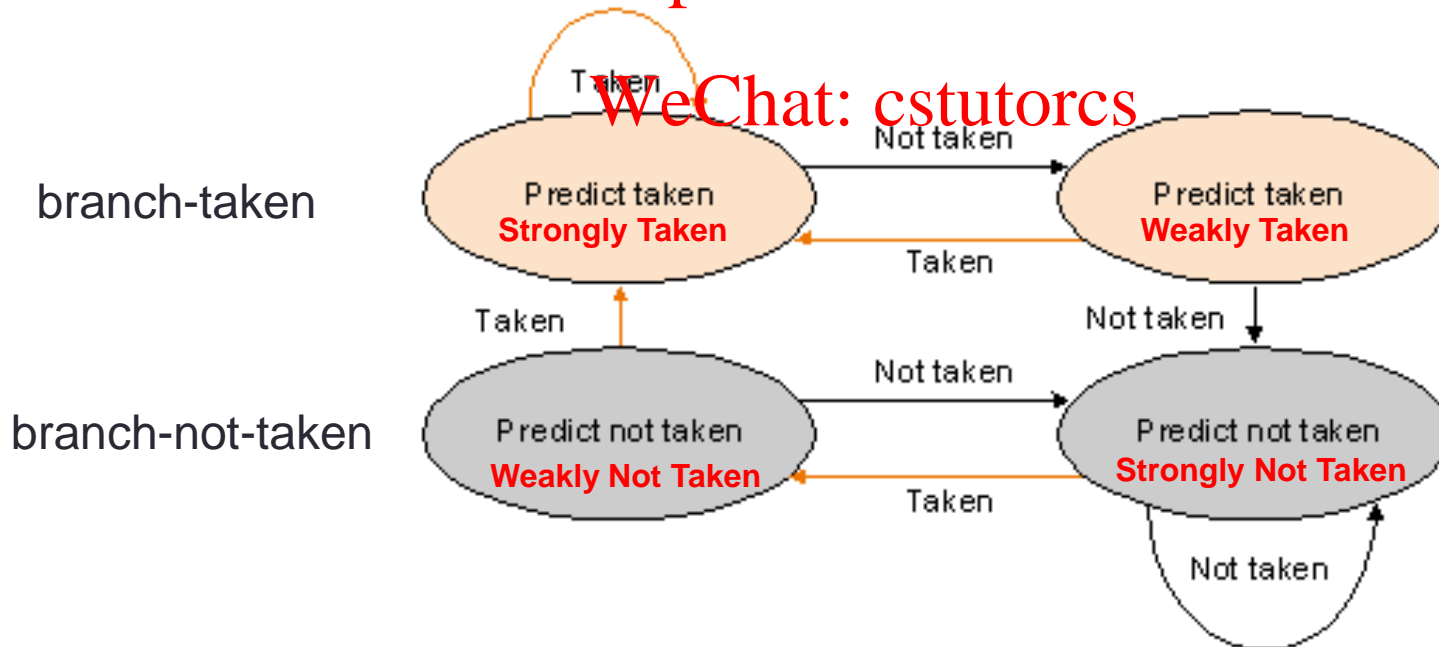 Taken
WeChat: cstutorcs
Not taken
branch-taken
Predict taken
Strongly Taken
Predict taken
Weakly Taken
Taken
Taken
Not taken
Not taken
branch-not-taken
Predict not taken
Weakly Not Taken
Predict not taken
Strongly Not Taken
Taken
Not taken